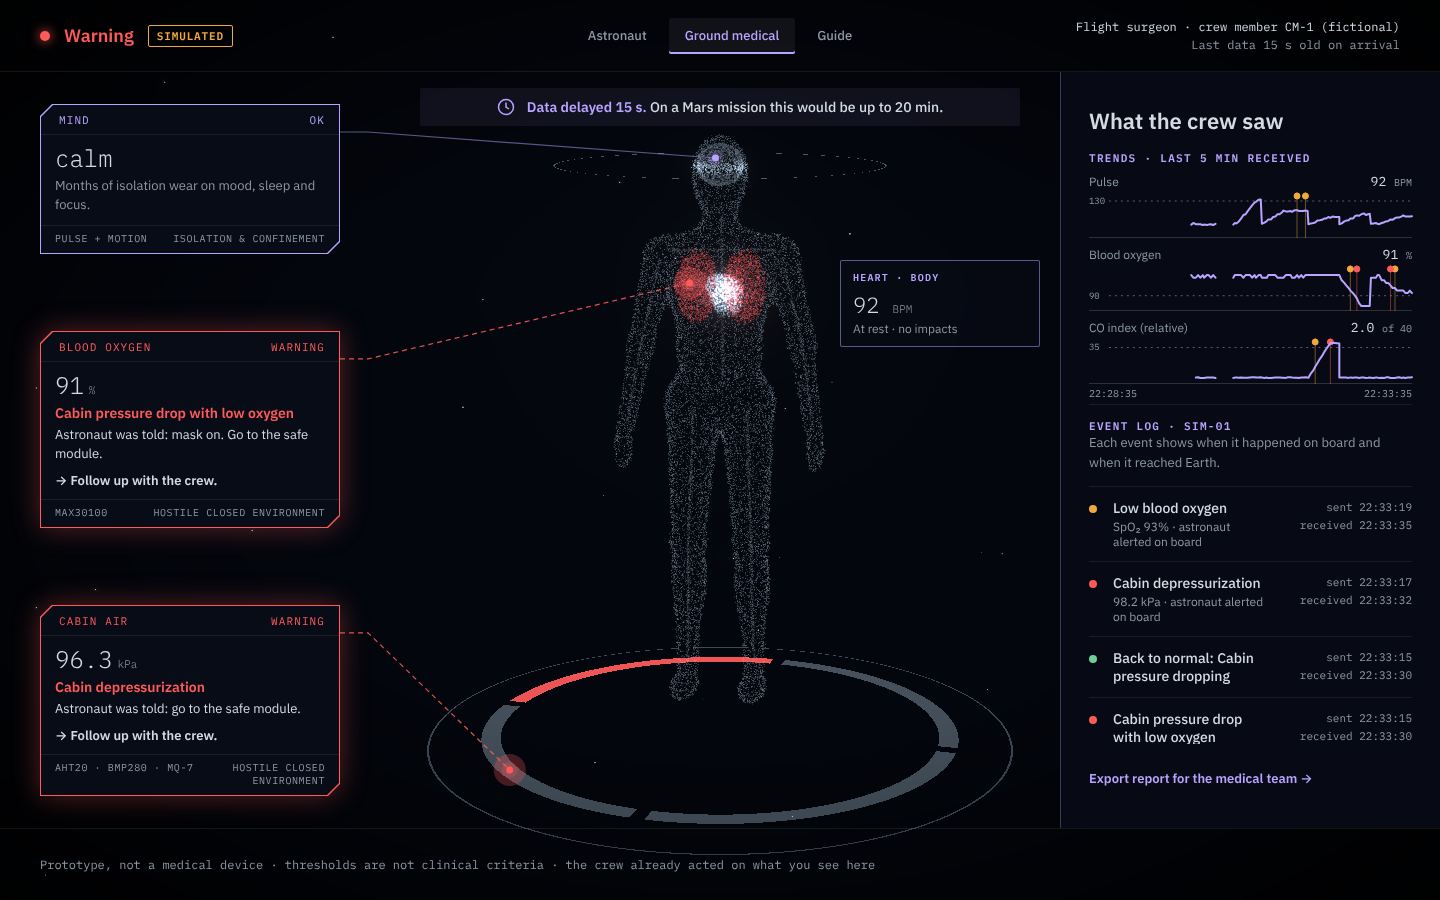 Warning SIMULATED
Astronaut Ground medical Guide
Flight surgeon · crew member CM-1 (fictional)
Last data 15 s old on arrival
MIND OK
calm
Months of isolation wear on mood, sleep and
focus.
PULSE + MOTION ISOLATION & CONFINEMENT
BLOOD OXYGEN WARNING
91 %
Cabin pressure drop with low oxygen
Astronaut was told: mask on. Go to the safe
module.
→ Follow up with the crew.
MAX30100 HOSTILE CLOSED ENVIRONMENT
CABIN AIR WARNING
96.3 kPa
Cabin depressurization
Astronaut was told: go to the safe module.
→ Follow up with the crew.
AHT20 · BMP280 · MQ-7 HOSTILE CLOSED
ENVIRONMENT
Data delayed 15 s. On a Mars mission this would be up to 20 min.
HEART · BODY
92 BPM
At rest · no impacts
What the crew saw
TRENDS · LAST 5 MIN RECEIVED
Pulse 92 BPM
130
Blood oxygen 91 %
90
CO index (relative) 2.0 of 40
35
22:28:35 22:33:35
EVENT LOG · SIM-01
Each event shows when it happened on board and
when it reached Earth.
Low blood oxygen sent 22:33:19
SpO₂ 93% · astronaut received 22:33:35
alerted on board
Cabin depressurization sent 22:33:17
98.2 kPa · astronaut alerted received 22:33:32
on board
Back to normal: Cabin sent 22:33:15
pressure dropping received 22:33:30
Cabin pressure drop sent 22:33:15
with low oxygen received 22:33:30
Export report for the medical team →
Prototype, not a medical device · thresholds are not clinical criteria · the crew already acted on what you see here